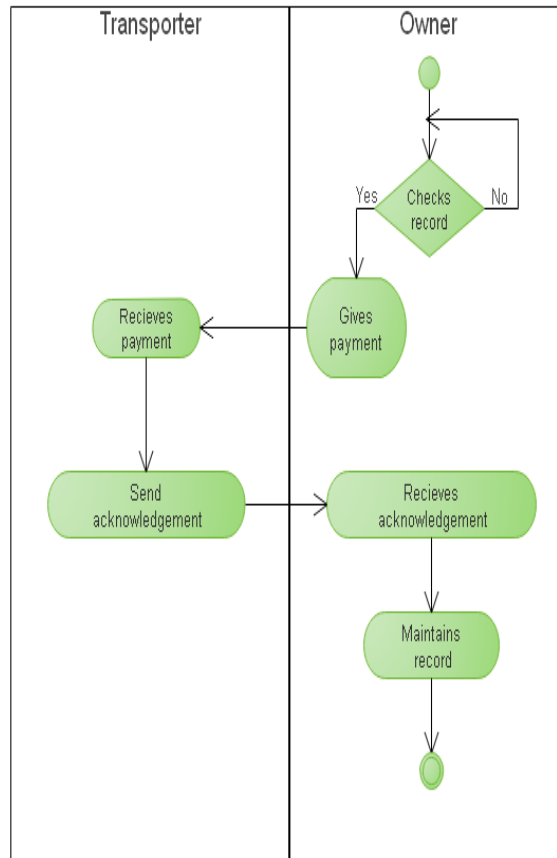 Transporter
Owner
Yes
Checks
record
No
Gives
payment
Recieves
payment
Send
acknowledgement
Recieves
acknowledgement
Maintains
record